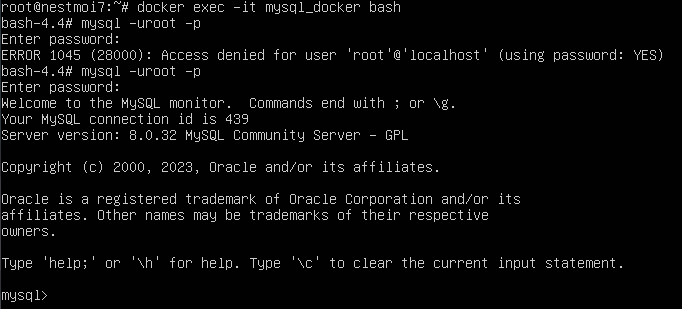 root@nestmoi7:~# docker exec -it mysql_docker bash
bash-4.4# mysql -uroot -p
Enter password:
ERROR 1045 (28000): Access denied for user 'root'@'localhost' (using password: YES)
bash-4.4# mysql -uroot -p
Enter password:
Welcome to the MySQL monitor.  Commands end with ; or \g.
Your MySQL connection id is 439
Server version: 8.0.32 MySQL Community Server - GPL

Copyright (c) 2000, 2023, Oracle and/or its affiliates.

Oracle is a registered trademark of Oracle Corporation and/or its
affiliates. Other names may be trademarks of their respective
owners.

Type 'help;' or '\h' for help. Type '\c' to clear the current input statement.

mysql>